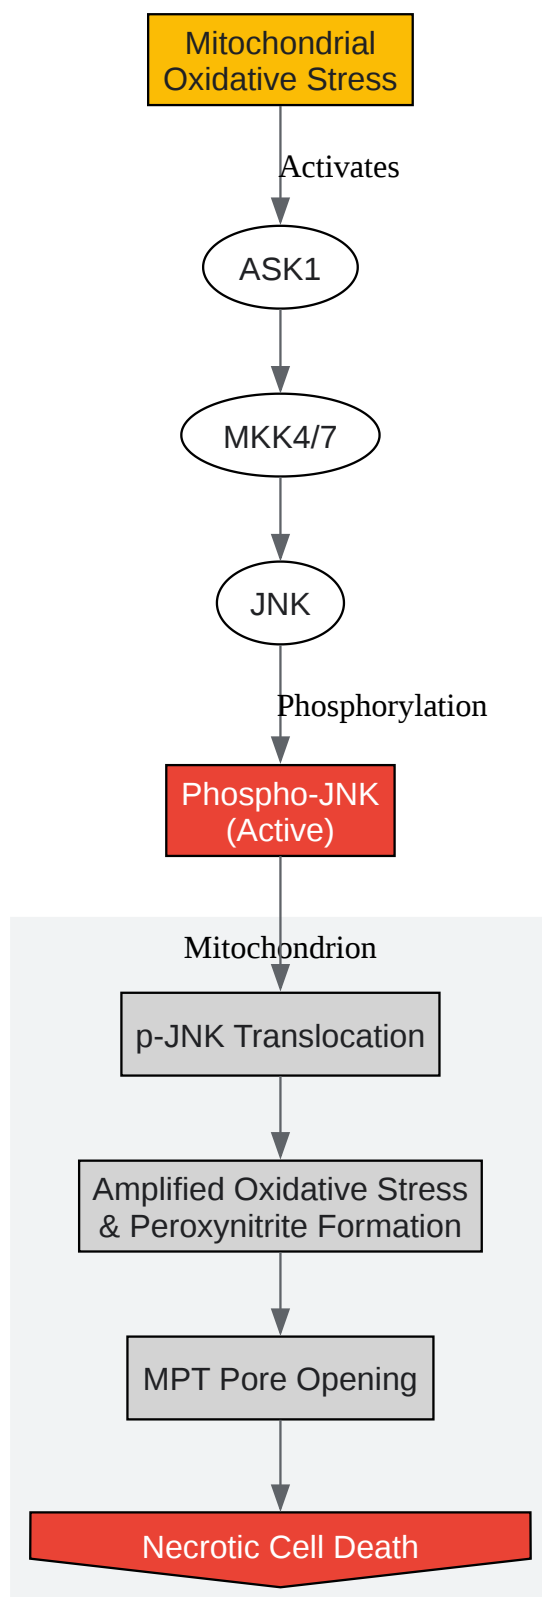 Mitochondrial
Oxidative Stress
Activates
ASK1
MKK4/7
JNK
Phosphorylation
Phospho-JNK
(Active)
Mitochondrion
p-JNK Translocation
Amplified Oxidative Stress
& Peroxynitrite Formation
MPT Pore Opening
Necrotic Cell Death